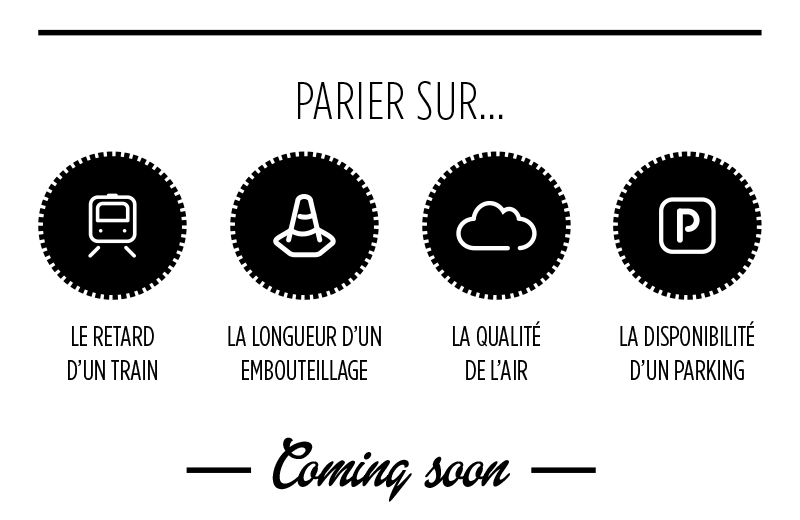 PARIER SUR...
P
LE RETARD
D'UN TRAIN
LA LONGUEUR D'UN
EMBOUTEILLAGE
LA QUALITÉ
DE L'AIR
LA DISPONIBILITÉ
D'UN PARKING
Coming soon